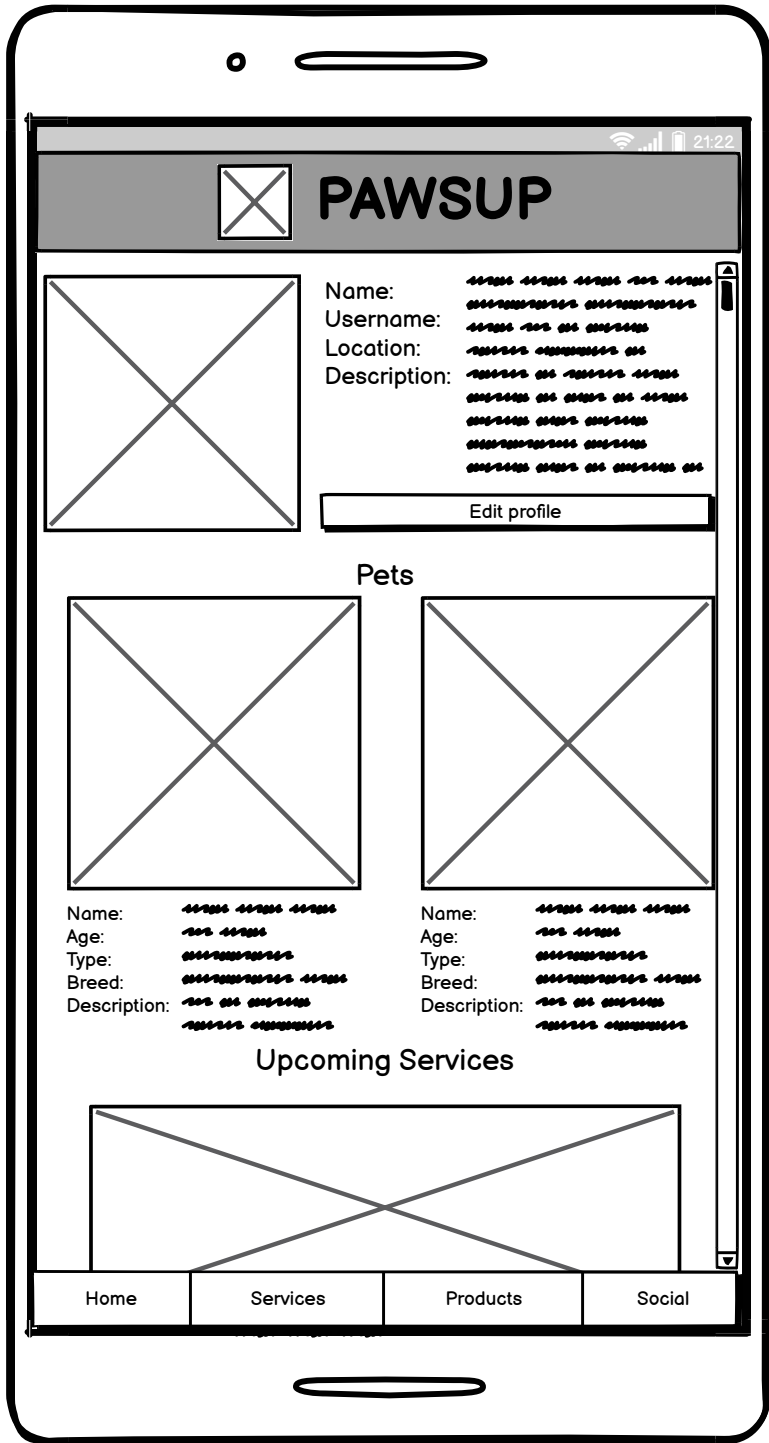 21:22
PAWSUP
Name:
Username:
Location:
Description:
Edit profile
Pets
Name:
Age:
Type:
Breed:
Description:
Name:
Age:
Type:
Breed:
Description:
Upcoming Services
Home
Services
Products
Social